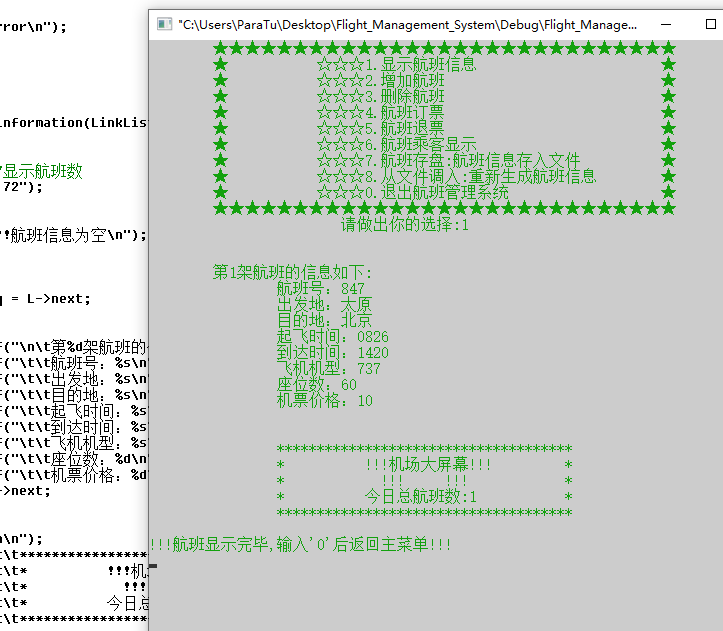 rror\n");
nformation(LinkLis
显示航班数
72");
!航班信息为空\n");
q = L->next;
F("\n\t第%d架航班的
F("\t\t航班号：%s\n
F("\t\t出发地：%s\n
F("\t\t目的地：%s\n
F("\t\t起飞时间：%s
F("\t\t到达时间：%s
F("\t\t飞机机型：%s
F("\t\t座位数：%d\n
F("\t\t机票价格：%d
->next;
\n");
t\t****************
t\t* !!!机
t\t* !!!
t\t* 今日总
t\t****************
"C:\Users\ParaTu\Desktop\Flight_Management_System\Debug\Flight_Manage...
★★★★★★★★★★★★★★★★★★★★★★★★★★★★★
★ ☆☆☆1.显示航班信息 ★
★ ☆☆☆2.增加航班 ★
★ ☆☆☆3.删除航班 ★
★ ☆☆☆4.航班订票 ★
★ ☆☆☆5.航班退票 ★
★ ☆☆☆6.航班乘客显示 ★
★ ☆☆☆7.航班存盘:航班信息存入文件 ★
★ ☆☆☆8.从文件调入:重新生成航班信息 ★
★ ☆☆☆0.退出航班管理系统 ★
★★★★★★★★★★★★★★★★★★★★★★★★★★★★★
请做出你的选择:1
第1架航班的信息如下:
航班号：847
出发地：太原
目的地：北京
起飞时间：0826
到达时间：1420
飞机机型：737
座位数：60
机票价格：10
*************************************
* !!!机场大屏幕!!! *
* !!! !!! *
* 今日总航班数:1 *
*************************************
!!!航班显示完毕,输入'0'后返回主菜单!!!